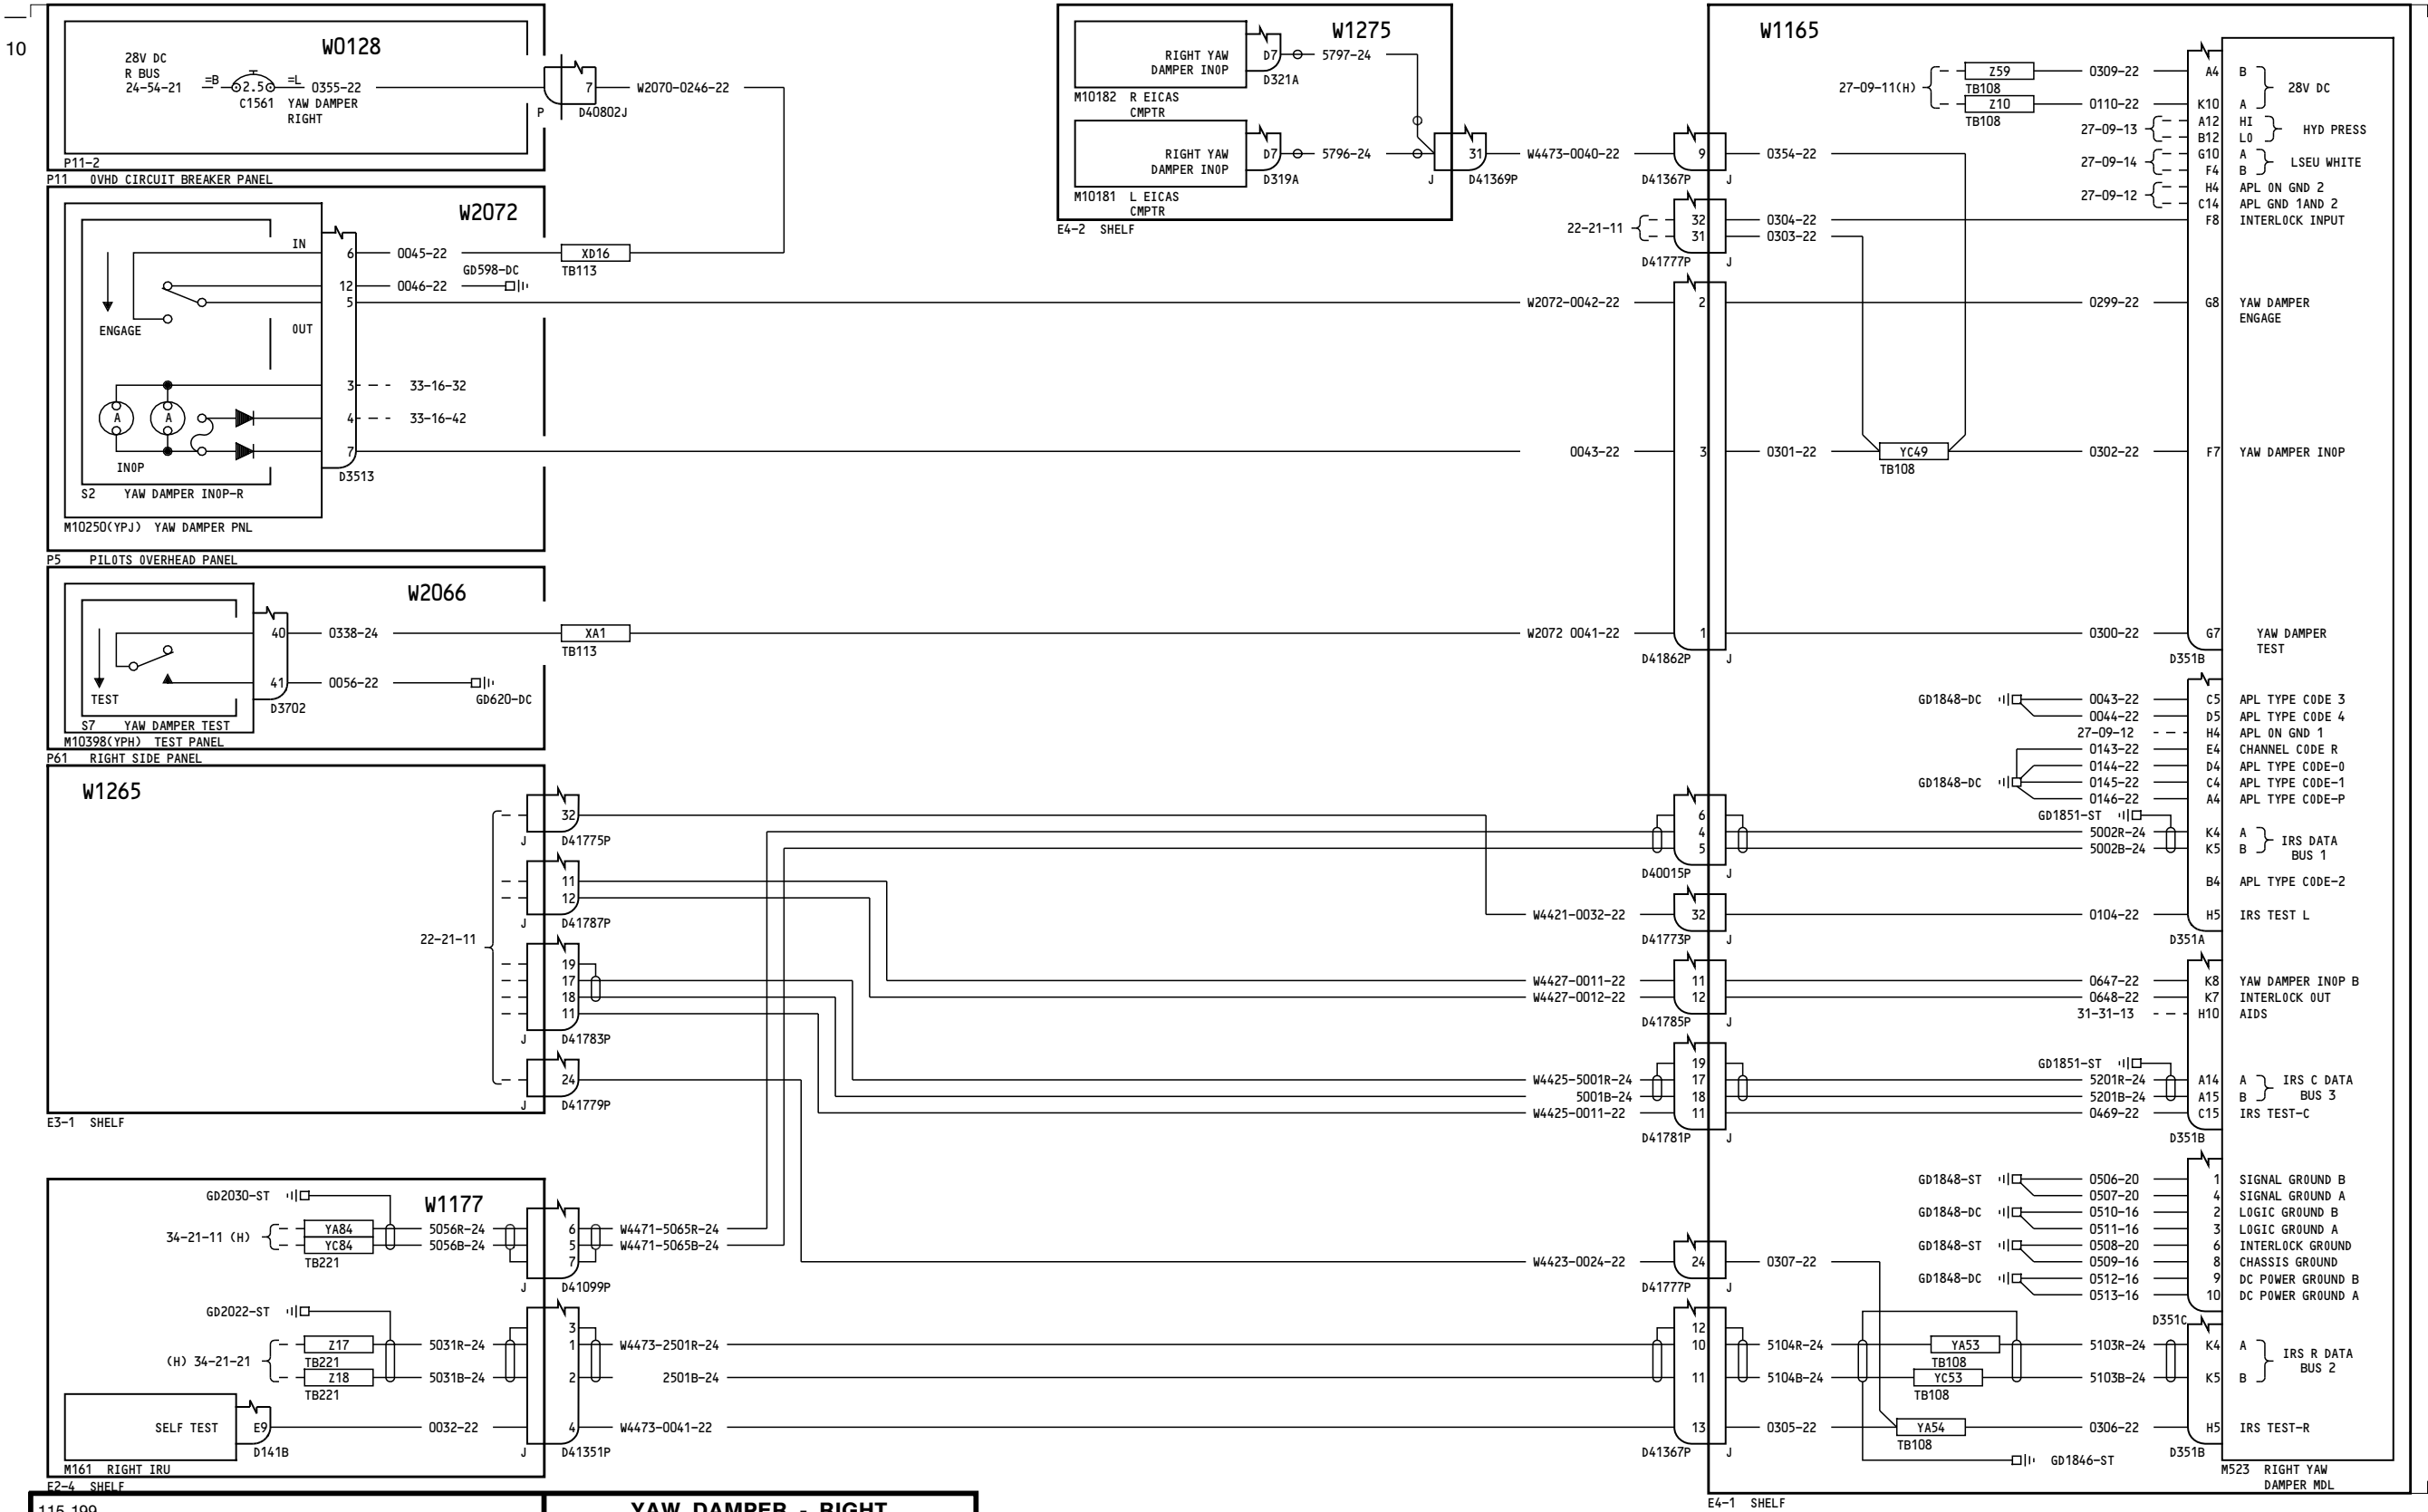 10
W0128
28V DC
R BUS
24-54-21
=B
2.5
=L
0355-22
C1561
YAW DAMPER
RIGHT
7
P
D40802J
W2070-0246-22
P11-2
P11 OVHD CIRCUIT BREAKER PANEL
W2072
IN
6
0045-22
XD16
TB113
GD598-DC
12
0046-22
5
ENGAGE
OUT
3
33-16-32
A
A
4
33-16-42
7
INOP
D3513
S2 YAW DAMPER INOP-R
M10250(YPJ) YAW DAMPER PNL
P5 PILOTS OVERHEAD PANEL
W2066
40
0338-24
XA1
TB113
41
0056-22
GD620-DC
TEST
D3702
S7 YAW DAMPER TEST
M10398(YPH) TEST PANEL
P61 RIGHT SIDE PANEL
W1265
32
J
D41775P
11
12
J
D41787P
22-21-11
19
17
18
11
J
D41783P
24
J
D41779P
E3-1 SHELF
W1177
GD2030-ST
34-21-11 (H)
YA84
YC84
TB221
5056R-24
5056B-24
6
5
7
J
D41099P
W4471-5065R-24
W4471-5065B-24
GD2022-ST
(H) 34-21-21
Z17
TB221
Z18
TB221
5031R-24
5031B-24
3
1
2
4
W4473-2501R-24
2501B-24
W4473-0041-22
SELF TEST
E9
0032-22
D141B
J
D41351P
M161 RIGHT IRU
E2-4 SHELF
W1275
RIGHT YAW
DAMPER INOP
D7
5797-24
D321A
M10182 R EICAS
CMPTR
RIGHT YAW
DAMPER INOP
D7
5796-24
D319A
M10181 L EICAS
CMPTR
31
J
D41369P
E4-2 SHELF
W4473-0040-22
9
D41367P
J
0354-22
22-21-11
32
31
0304-22
0303-22
D41777P
J
W2072-0042-22
2
0299-22
0043-22
3
0301-22
YC49
TB108
0302-22
W2072 0041-22
1
0300-22
D41862P
J
6
4
5
D40015P
J
W4421-0032-22
32
0104-22
D41773P
J
W4427-0011-22
W4427-0012-22
11
12
0647-22
0648-22
D41785P
J
19
17
18
11
W4425-5001R-24
5001B-24
W4425-0011-22
D41781P
J
W4423-0024-22
24
0307-22
D41777P
J
12
10
11
13
5104R-24
YA53
TB108
5103R-24
5104B-24
YC53
TB108
5103B-24
0305-22
YA54
TB108
0306-22
D41367P
J
GD1846-ST
W1165
27-09-11(H)
Z59
TB108
Z10
TB108
0309-22
0110-22
A4 B
K10 A
28V DC
27-09-13
A12 HI
B12 LO
HYD PRESS
27-09-14
G10 A
F4 B
LSEU WHITE
27-09-12
H4 APL ON GND 2
C14 APL GND 1AND 2
F8 INTERLOCK INPUT
G8 YAW DAMPER
ENGAGE
F7 YAW DAMPER INOP
G7 YAW DAMPER
TEST
D351B
GD1848-DC
0043-22 C5 APL TYPE CODE 3
0044-22 D5 APL TYPE CODE 4
27-09-12 H4 APL ON GND 1
0143-22 E4 CHANNEL CODE R
0144-22 D4 APL TYPE CODE-0
GD1848-DC
0145-22 C4 APL TYPE CODE-1
0146-22 A4 APL TYPE CODE-P
GD1851-ST
5002R-24 K4 A
5002B-24 K5 B
IRS DATA
BUS 1
B4 APL TYPE CODE-2
H5 IRS TEST L
D351A
K8 YAW DAMPER INOP B
K7 INTERLOCK OUT
31-31-13 H10 AIDS
GD1851-ST
5201R-24 A14 A
5201B-24 A15 B
IRS C DATA
BUS 3
0469-22 C15 IRS TEST-C
D351B
GD1848-ST
0506-20 1 SIGNAL GROUND B
0507-20 4 SIGNAL GROUND A
GD1848-DC
0510-16 2 LOGIC GROUND B
0511-16 3 LOGIC GROUND A
GD1848-ST
0508-20 6 INTERLOCK GROUND
0509-16 8 CHASSIS GROUND
GD1848-DC
0512-16 9 DC POWER GROUND B
0513-16 10 DC POWER GROUND A
D351C
K4 A
K5 B
IRS R DATA
BUS 2
H5 IRS TEST-R
D351B
M523 RIGHT YAW
DAMPER MDL
E4-1 SHELF
115-199
YAW DAMPER - RIGHT